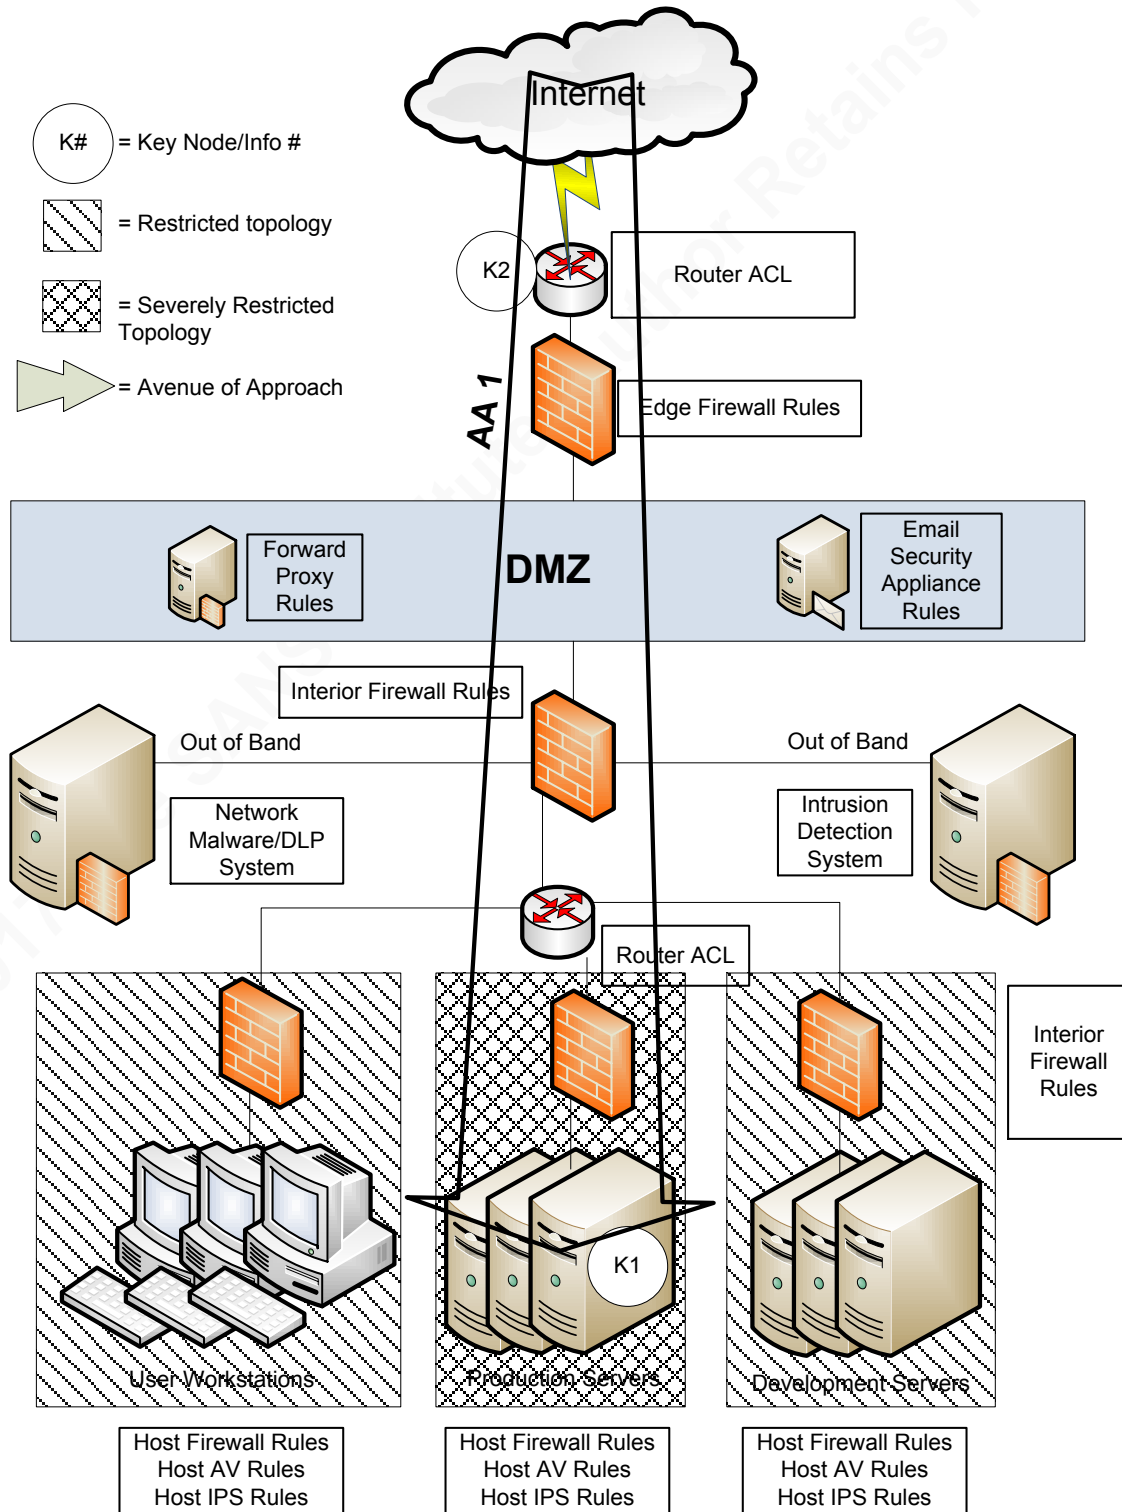 Internet
K#
= Key Node/Info #
= Restricted topology
= Severely Restricted
Topology
= Avenue of Approach
K2
Router ACL
AA 1
Edge Firewall Rules
Forward
Proxy
Rules
DMZ
Email
Security
Appliance
Rules
Interior Firewall Rules
Out of Band
Out of Band
Network
Malware/DLP
System
Intrusion
Detection
System
Router ACL
Interior
Firewall
Rules
K1
User Workstations
Production Servers
Development Servers
Host Firewall Rules
Host AV Rules
Host IPS Rules
Host Firewall Rules
Host AV Rules
Host IPS Rules
Host Firewall Rules
Host AV Rules
Host IPS Rules